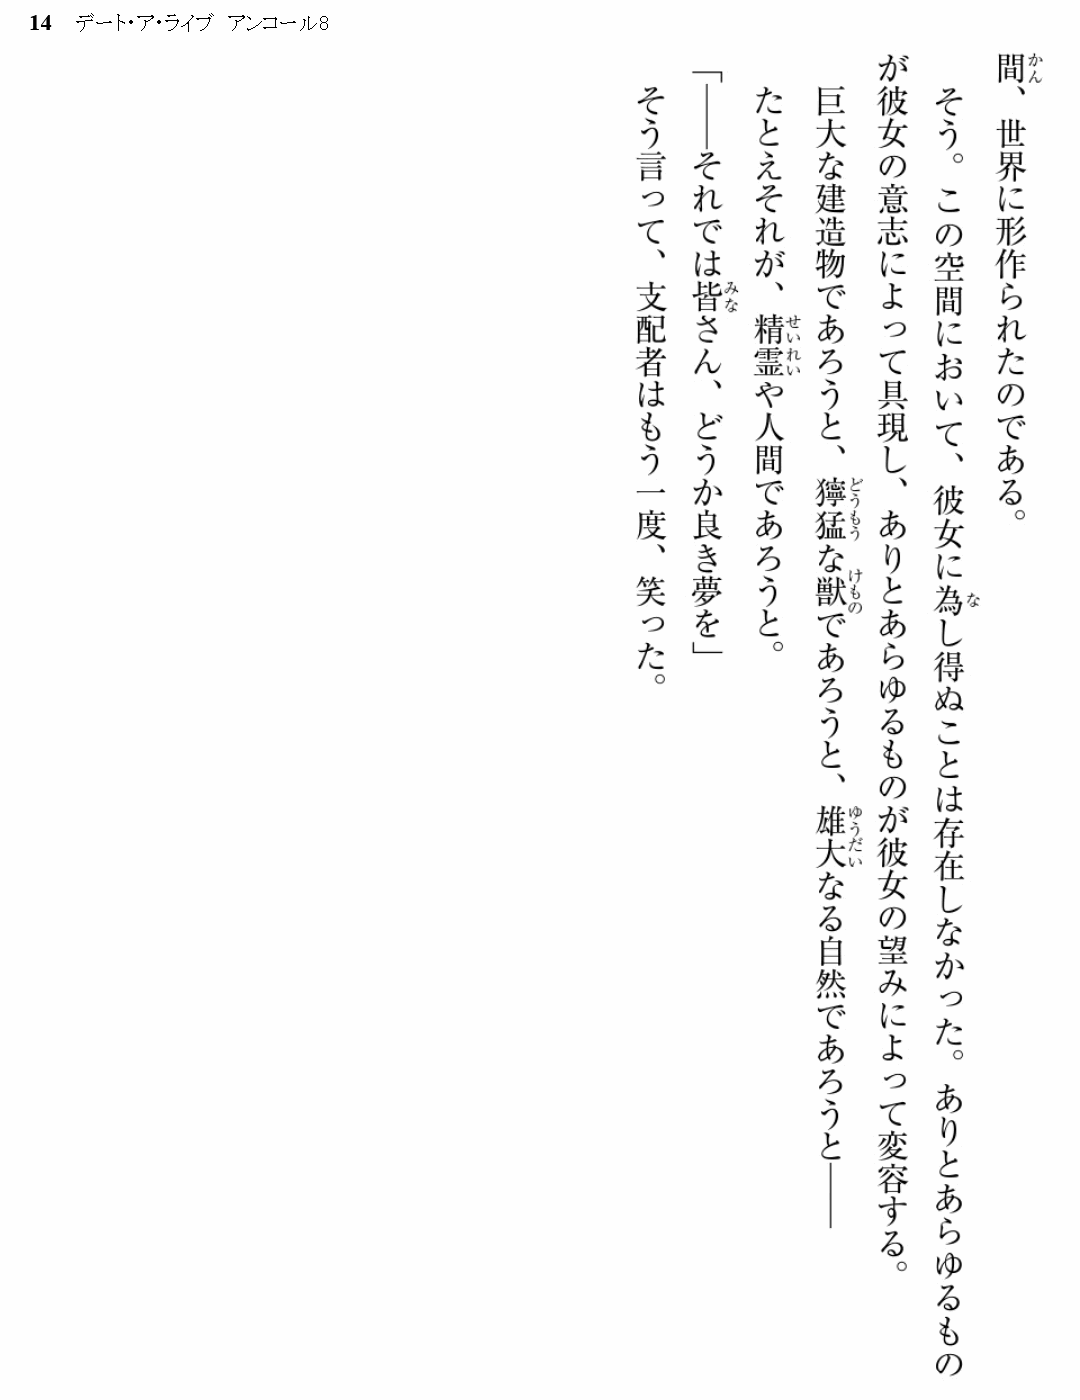 14 デート・ア・ライブ アンコール8
間、世界に形作られたのである。
そう。この空間において、彼女に為し得ぬことは存在しなかった。ありとあらゆるもの
が彼女の意志によって具現し、ありとあらゆるものが彼女の望みによって変容する。
巨大な建造物であろうと、獰猛な獣であろうと、雄大なる自然であろうと――
たとえそれが、精霊や人間であろうと。
「――それでは皆さん、どうか良き夢を」
そう言って、支配者はもう一度、笑った。